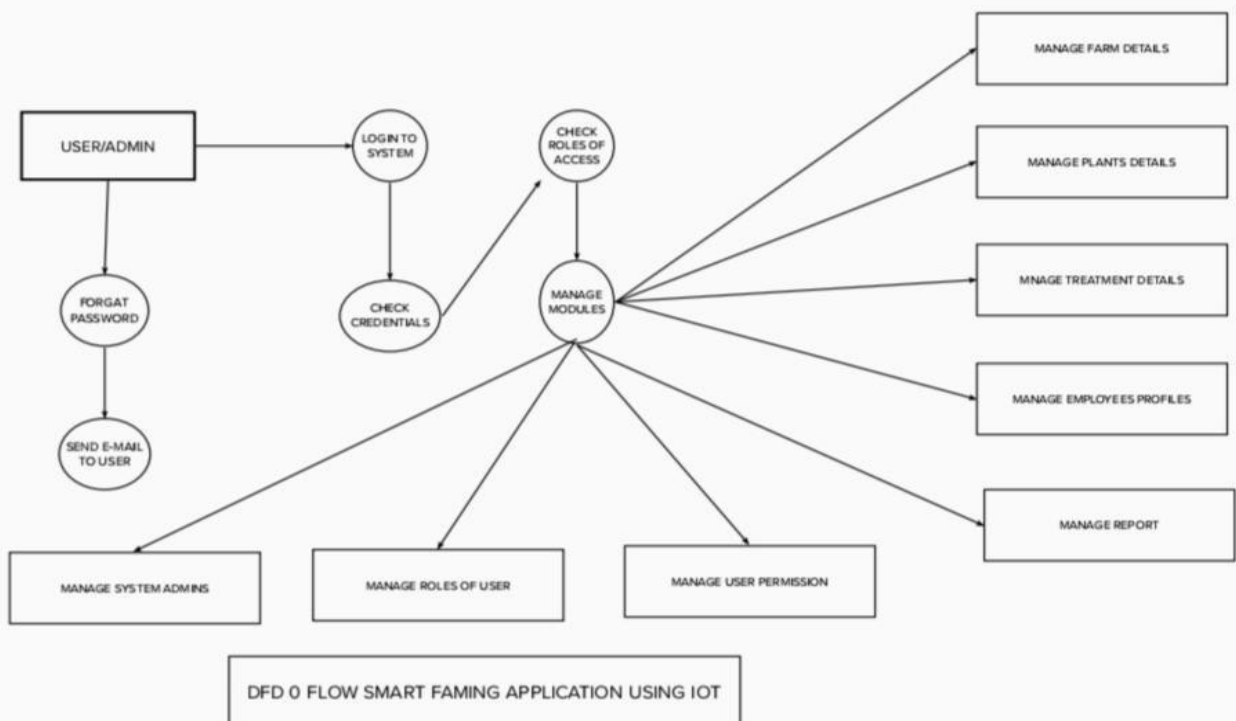 MANAGE FARM DETAILS
USER/ADMIN
LOGIN TO
SYSTEM
CHECK
ROLES OF
ACCESS
MANAGE PLANTS DETAILS
FORGAT
PASSWORD
CHECK
CREDENTIALS
MANAGE
MODULES
MNAGE TREATMENT DETAILS
MANAGE EMPLOYEES PROFILES
SEND E-MAIL
TO USER
MANAGE REPORT
MANAGE SYSTEM ADMINS
MANAGE ROLES OF USER
MANAGE USER PERMISSION
DFD 0 FLOW SMART FAMING APPLICATION USING IOT